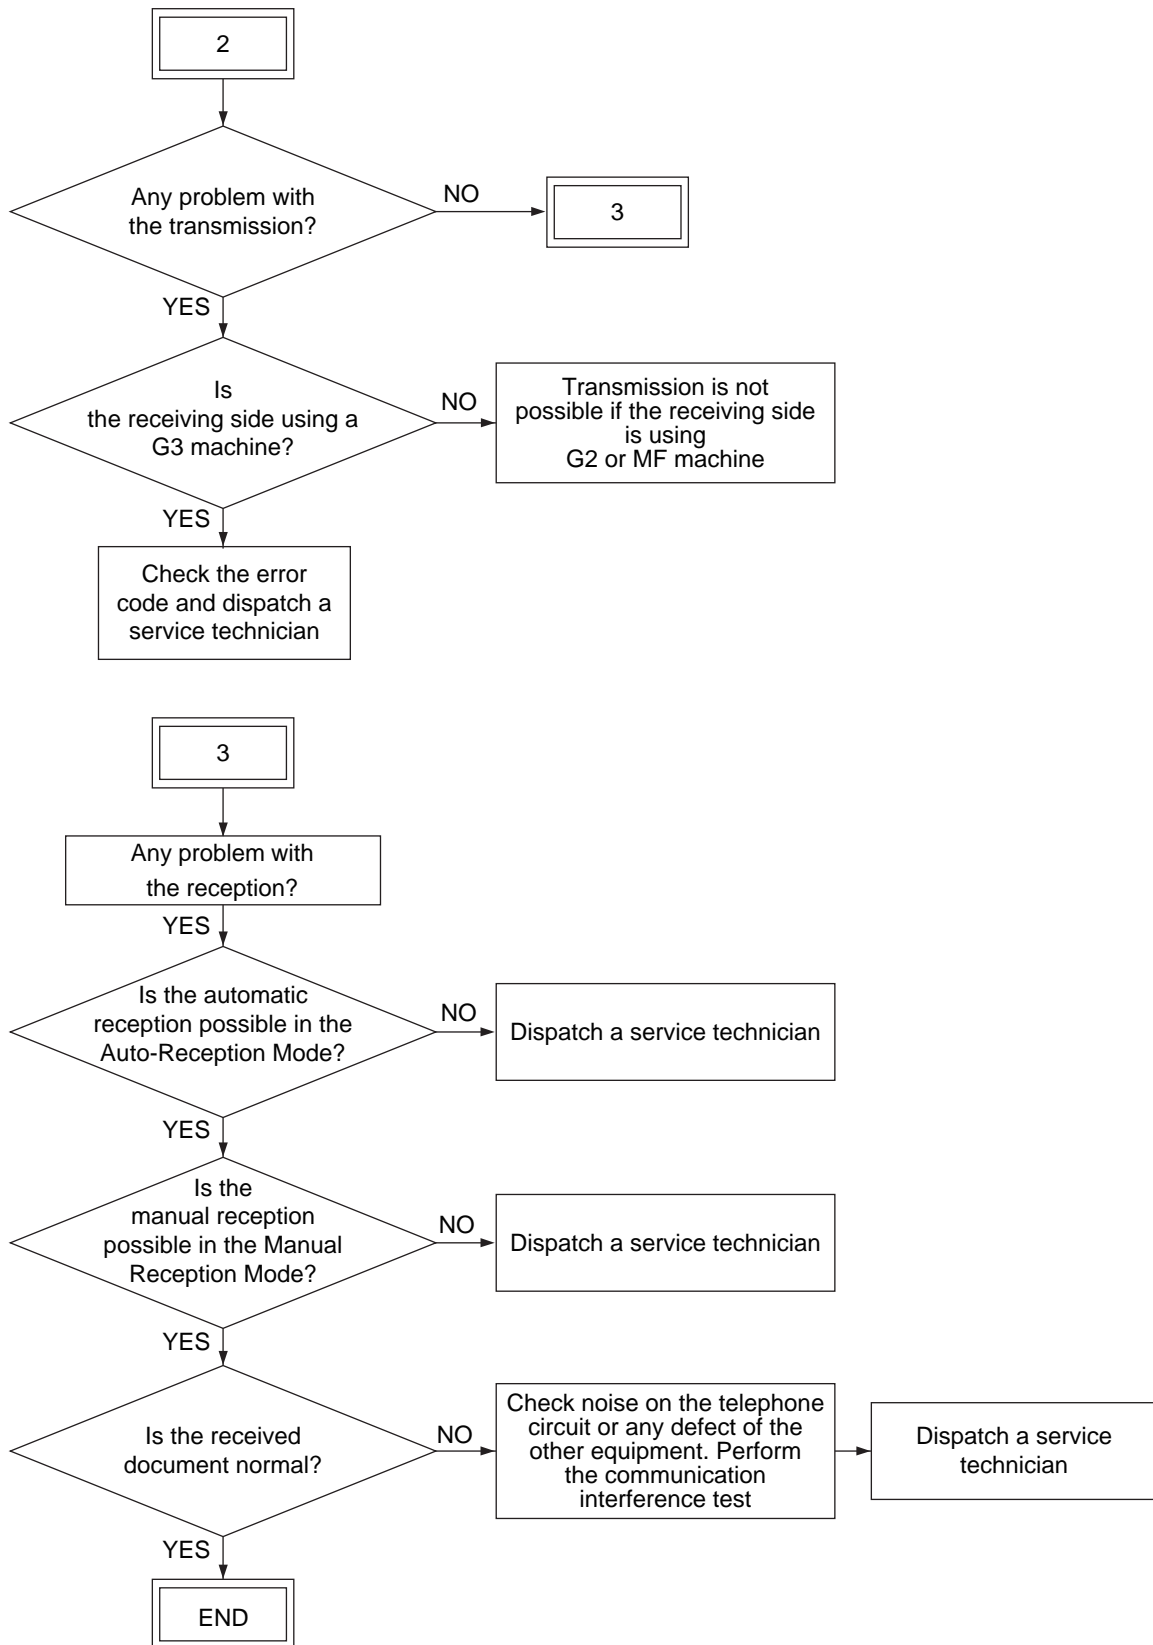 2
Any problem with
the transmission?
NO
3
YES
Is
the receiving side using a
G3 machine?
NO
Transmission is not
possible if the receiving side
is using
G2 or MF machine
YES
Check the error
code and dispatch a
service technician
3
Any problem with
the reception?
YES
Is the automatic
reception possible in the
Auto-Reception Mode?
NO
Dispatch a service technician
YES
Is the
manual reception
possible in the Manual
Reception Mode?
NO
Dispatch a service technician
YES
Is the received
document normal?
NO
Check noise on the telephone
circuit or any defect of the
other equipment. Perform
the communication
interference test
Dispatch a service
technician
YES
END